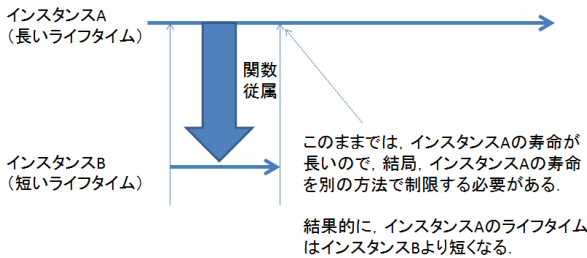 インスタンスA
（長いライフタイム）
関数
従属
インスタンスB
（短いライフタイム）
このままでは，インスタンスAの寿命が
長いので，結局，インスタンスAの寿命
を別の方法で制限する必要がある．
結果的に，インスタンスAのライフタイム
はインスタンスBより短くなる．